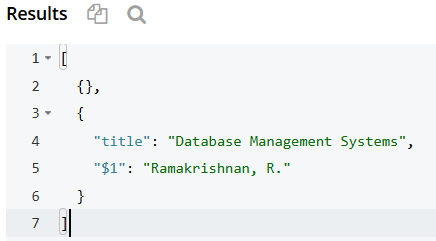 Results
1 [
2 {},
3 {
4 "title": "Database Management Systems",
5 "$1": "Ramakrishnan, R."
6 }
7 ]